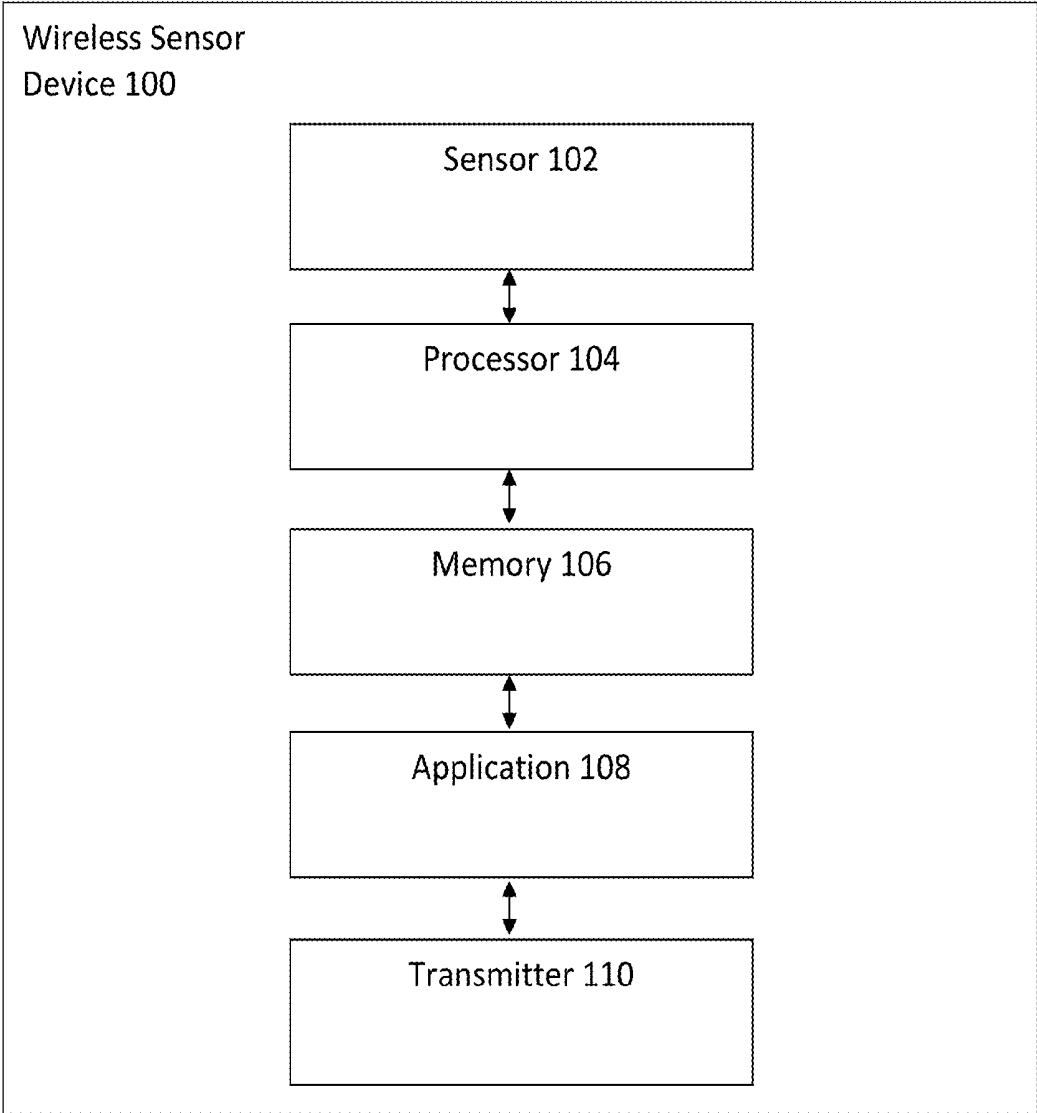 Wireless Sensor
Device 100
Sensor 102
Processor 104
Memory 106
Application 108
Transmitter 110